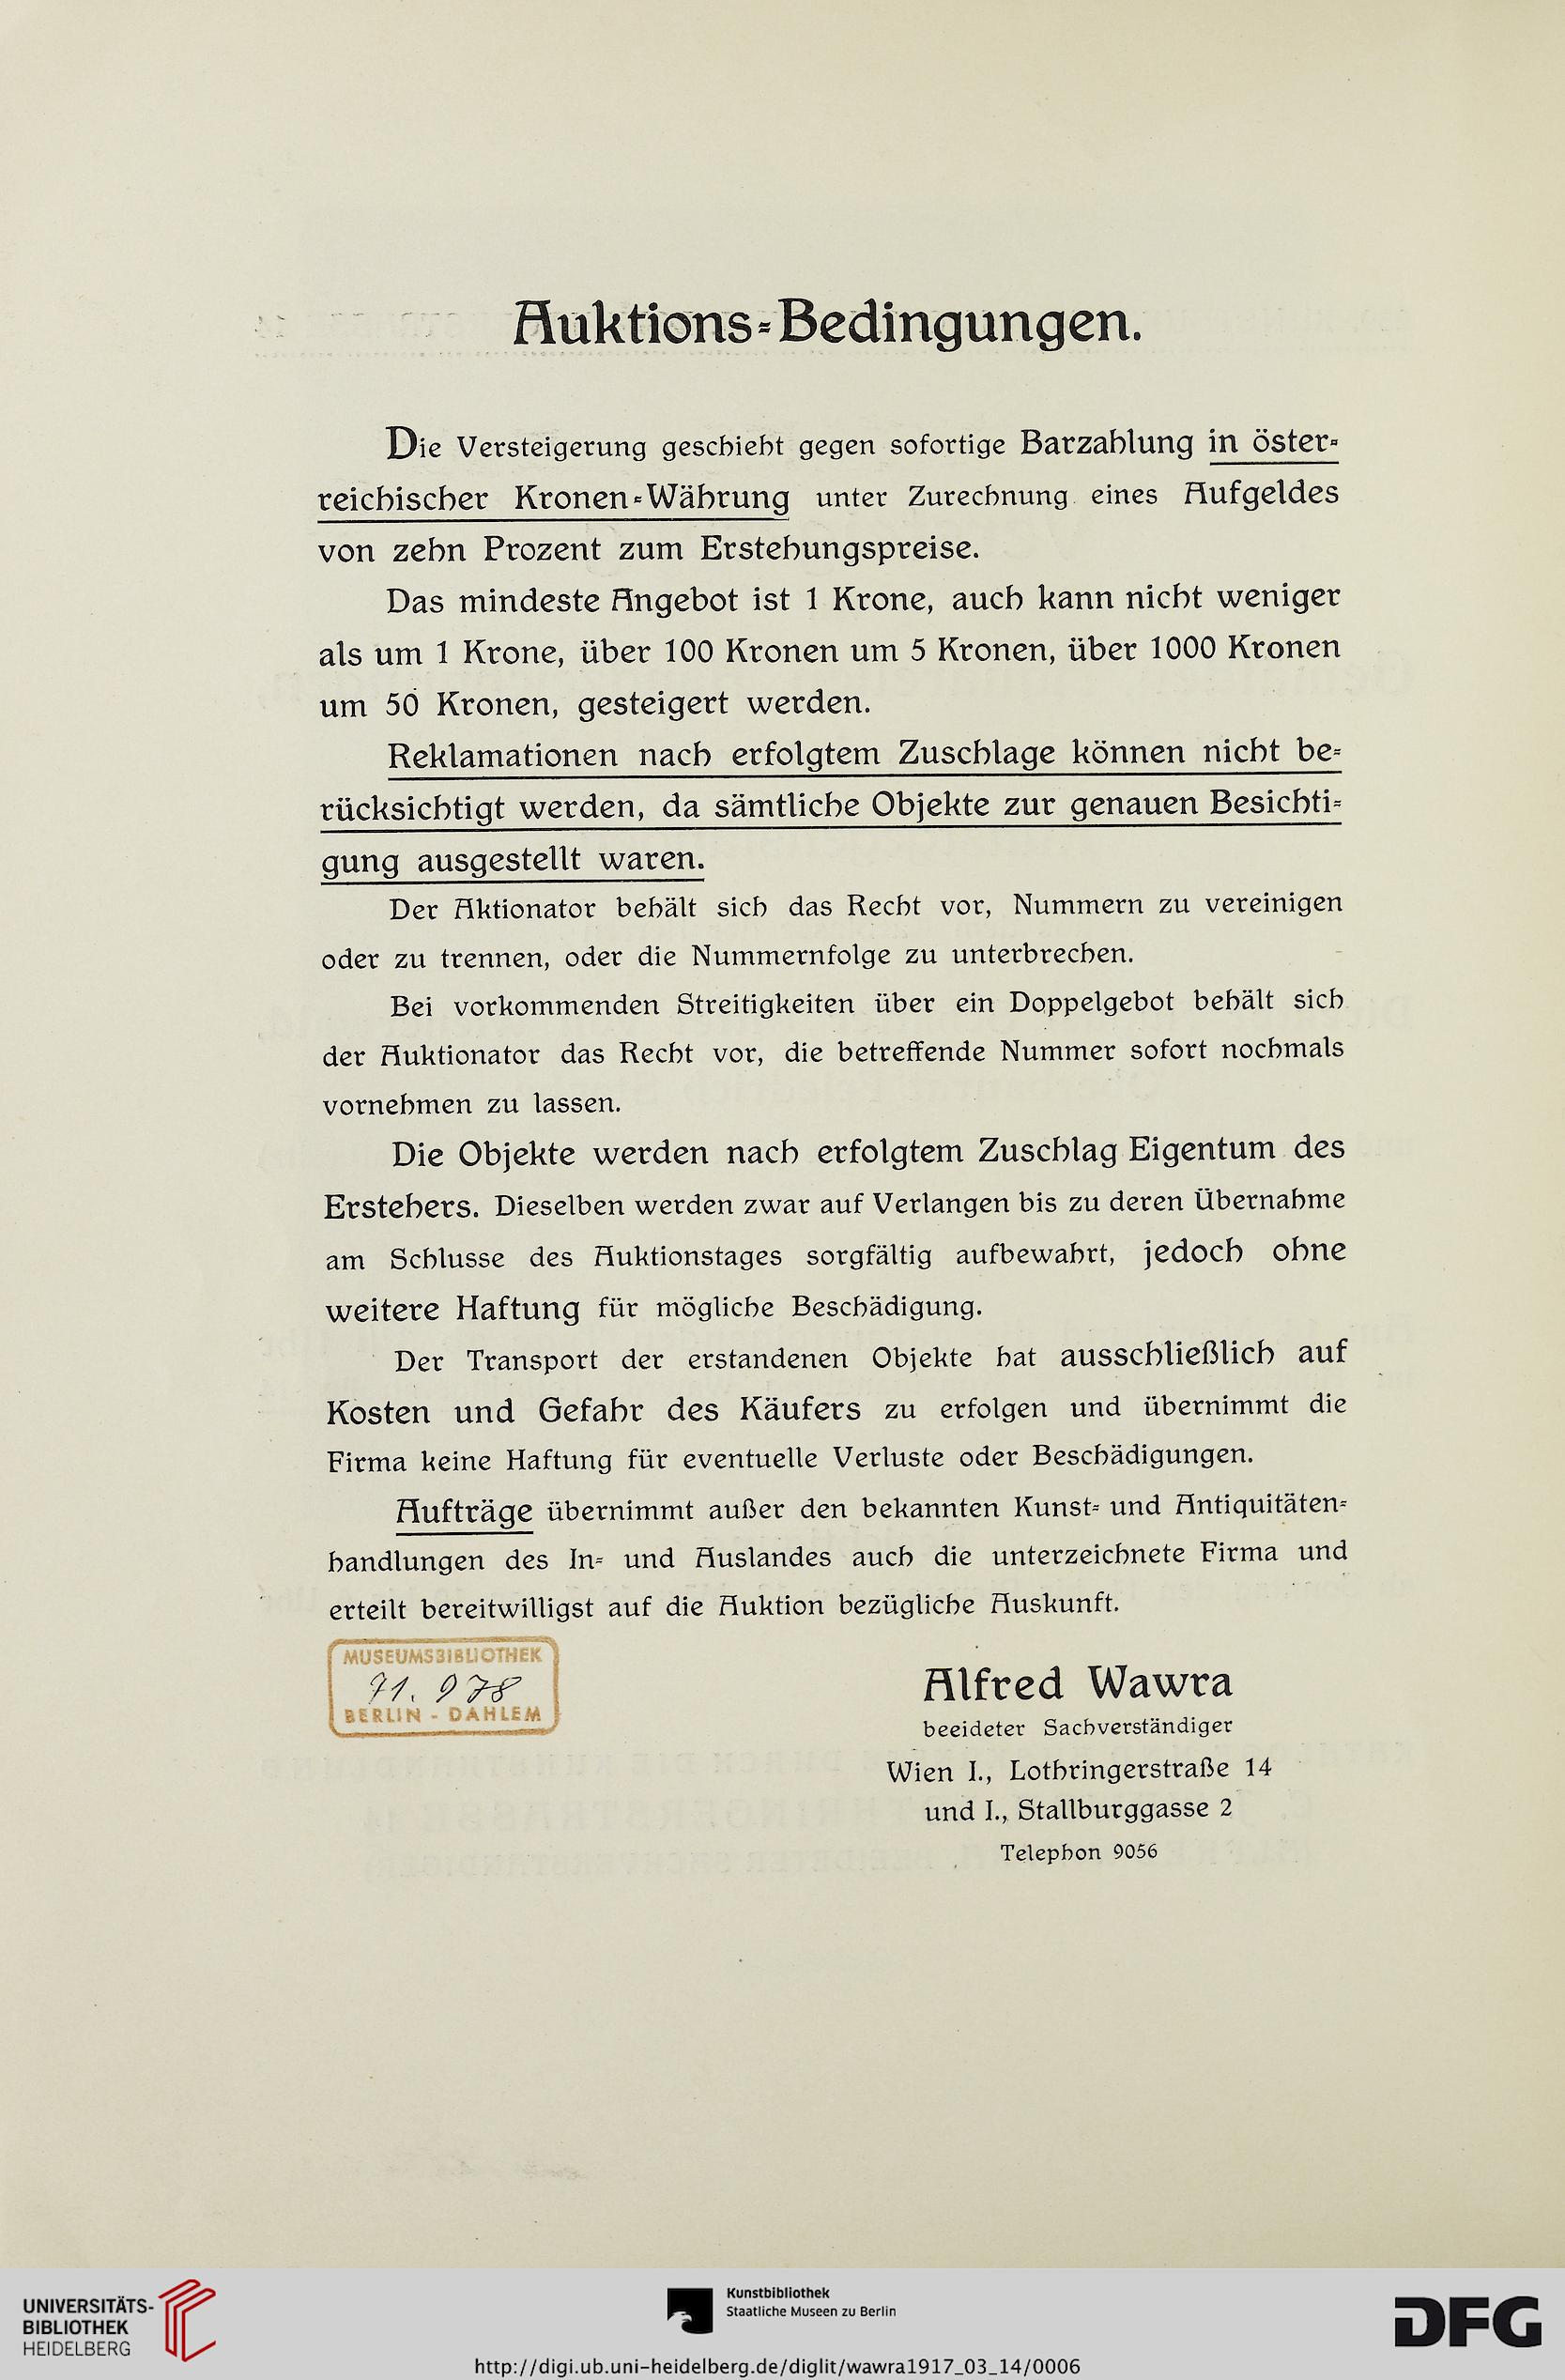 Auktions-Bedingungen.
Die Versteigerung geschieht gegen sofortige Barzahlung in öster-
reichischer Kronen-Währung unter Zurechnung eines Aufgeldes
von zehn Prozent zum Erstehungspreise.
Das mindeste Angebot ist 1 Krone, auch kann nicht weniger
als um 1 Krone, über 100 Kronen um 5 Kronen, über 1000 Kronen
um 50 Kronen, gesteigert werden.
Reklamationen nach erfolgtem Zuschlage können nicht be-
rücksichtigt werden, da sämtliche Objekte zur genauen Besichti-
gung ausgestellt waren.
Der Aktionator behält sich das Recht vor, Nummern zu vereinigen
oder zu trennen, oder die Nummernfolge zu unterbrechen.
Bei vorkommenden Streitigkeiten über ein Doppelgebot behält sich
der Auktionator das Recht vor, die betreffende Nummer sofort nochmals
vornehmen zu lassen.
Die Objekte werden nach erfolgtem Zuschlag Eigentum des
Erstehers. Dieselben werden zwar auf Verlangen bis zu deren Übernahme
am Schlusse des Auktionstages sorgfältig aufbewahrt, jedoch ohne
weitere Haftung für mögliche Beschädigung.
Der Transport der erstandenen Objekte hat ausschließlich auf
Kosten und Gefahr des Käufers zu erfolgen und übernimmt die
Firma keine Haftung für eventuelle Verluste oder Beschädigungen.
Aufträge übernimmt außer den bekannten Kunst- und Antiquitäten-
handlungen des In- und Auslandes auch die unterzeichnete Firma und
erteilt bereitwilligst auf die Auktion bezügliche Auskunft.
MUSEUMSBIBLIOTHEK
71. 978
BERLIN - DAHLEM
Alfred Wawra
beeideter Sachverständiger
Wien I., Lothringerstraße 14
und I., Stallburggasse 2
Telephon 9056
UNIVERSITÄTS-
BIBLIOTHEK
HEIDELBERG
Kunstbibliothek
Staatliche Museen zu Berlin
DFG
http://digi.ub.uni-heidelberg.de/diglit/wawra1917_03_14/0006